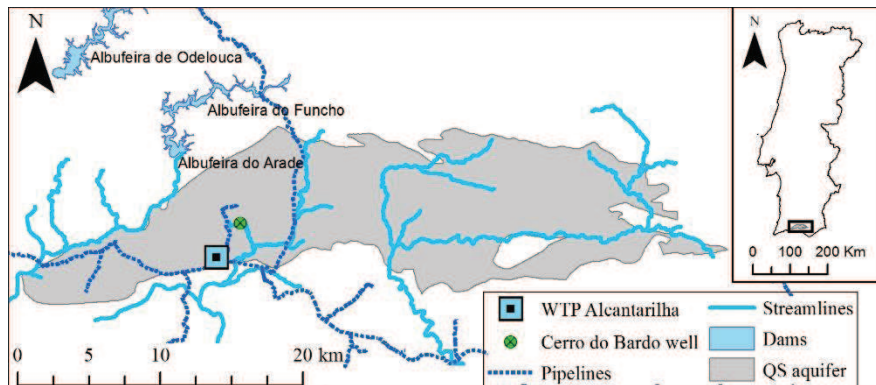 N
Albufeira de Odelouca
Albufeira do Funcho
Albufeira do Arade
0 5 10 20 km
N
0 100 200 Km
WTP Alcantarilha
Cerro do Bardo well
Pipelines
Streamlines
Dams
QS aquifer